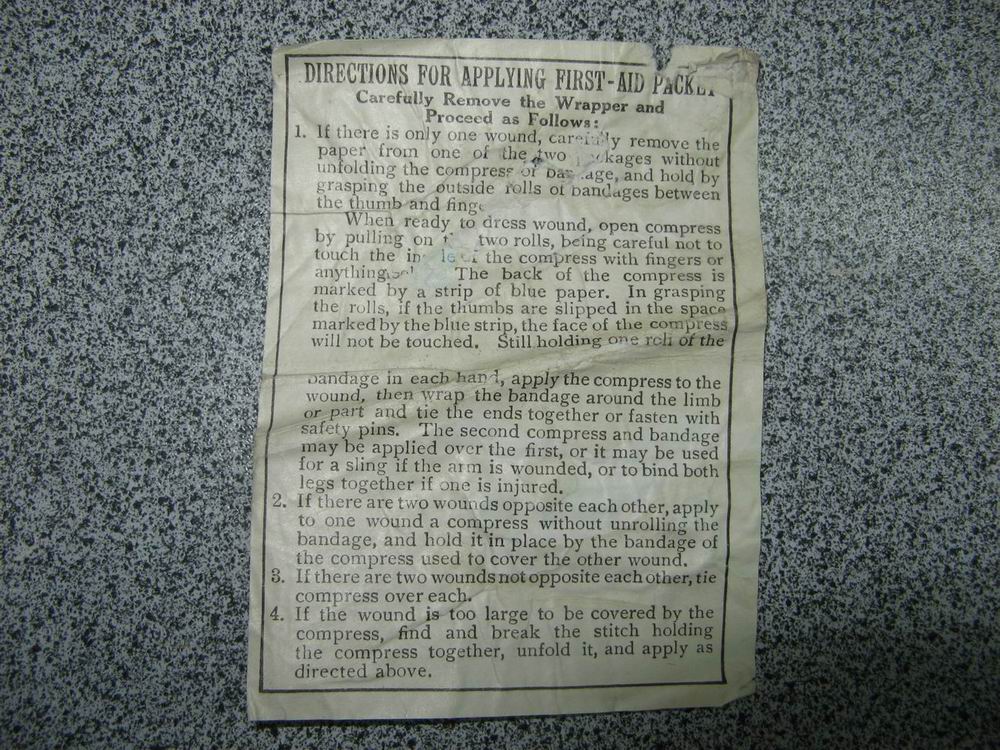 DIRECTIONS FOR APPLYING FIRST-AID PACKET
Carefully Remove the Wrapper and
Proceed as Follows:
1. If there is only one wound, carefully remove the
paper from one of the two packages without
unfolding the compress or bandage, and hold by
grasping the outside rolls of bandages between
the thumb and
When ready to dress wound, open compress
by pulling on two rolls, being careful not to
touch the of the compress with fingers or
anything The back of the compress is
marked by a strip of blue paper. In grasping
the rolls, if the thumbs are slipped in the space
marked by the blue strip, the face of the compress
will not be touched. Still holding one roll of the
bandage in each hand, apply the compress to the
wound, then wrap the bandage around the limb
or part and tie the ends together or fasten with
safety pins. The second compress and bandage
may be applied over the first, or it may be used
for a sling if the arm is wounded, or to bind both
legs together if one is injured.
2. If there are two wounds opposite each other, apply
to one wound a compress without unrolling the
bandage, and hold it in place by the bandage of
the compress used to cover the other wound.
3. If there are two wounds not opposite each other, tie
compress over each.
4. If the wound is too large to be covered by the
compress, find and break the stitch holding
the compress together, unfold it, and apply as
directed above.